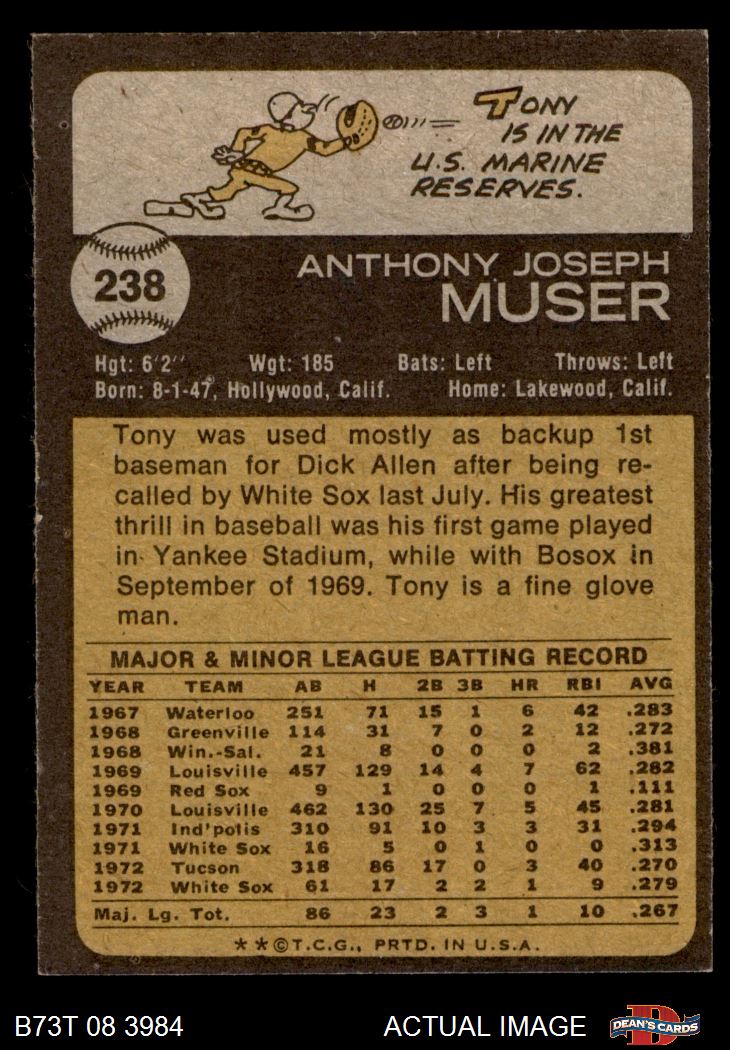 TONY
IS IN THE
U.S. MARINE
RESERVES.
238
ANTHONY JOSEPH
MUSER
Hgt: 6'2'' Wgt: 185 Bats: Left Throws: Left
Born: 8-1-47, Hollywood, Calif. Home: Lakewood, Calif.
Tony was used mostly as backup 1st
baseman for Dick Allen after being re-
called by White Sox last July. His greatest
thrill in baseball was his first game played
in Yankee Stadium, while with Bosox in
September of 1969. Tony is a fine glove
man.
MAJOR & MINOR LEAGUE BATTING RECORD
YEAR TEAM AB H 2B 3B HR RBI AVG
1967 Waterloo 251 71 15 1 6 42 .283
1968 Greenville 114 31 7 0 2 12 .272
1968 Win.-Sal. 21 8 0 0 0 2 .381
1969 Louisville 457 129 14 4 7 62 .282
1969 Red Sox 9 1 0 0 0 1 .111
1970 Louisville 462 130 25 7 5 45 .281
1971 Ind'polis 310 91 10 3 3 31 .294
1971 White Sox 16 5 0 1 0 0 .313
1972 Tucson 318 86 17 0 3 40 .270
1972 White Sox 61 17 2 2 1 9 .279
Maj. Lg. Tot. 86 23 2 3 1 10 .267
**©T.C.G., PRTD. IN U.S.A.
B73T 08 3984 ACTUAL IMAGE DEAN'S CARDS